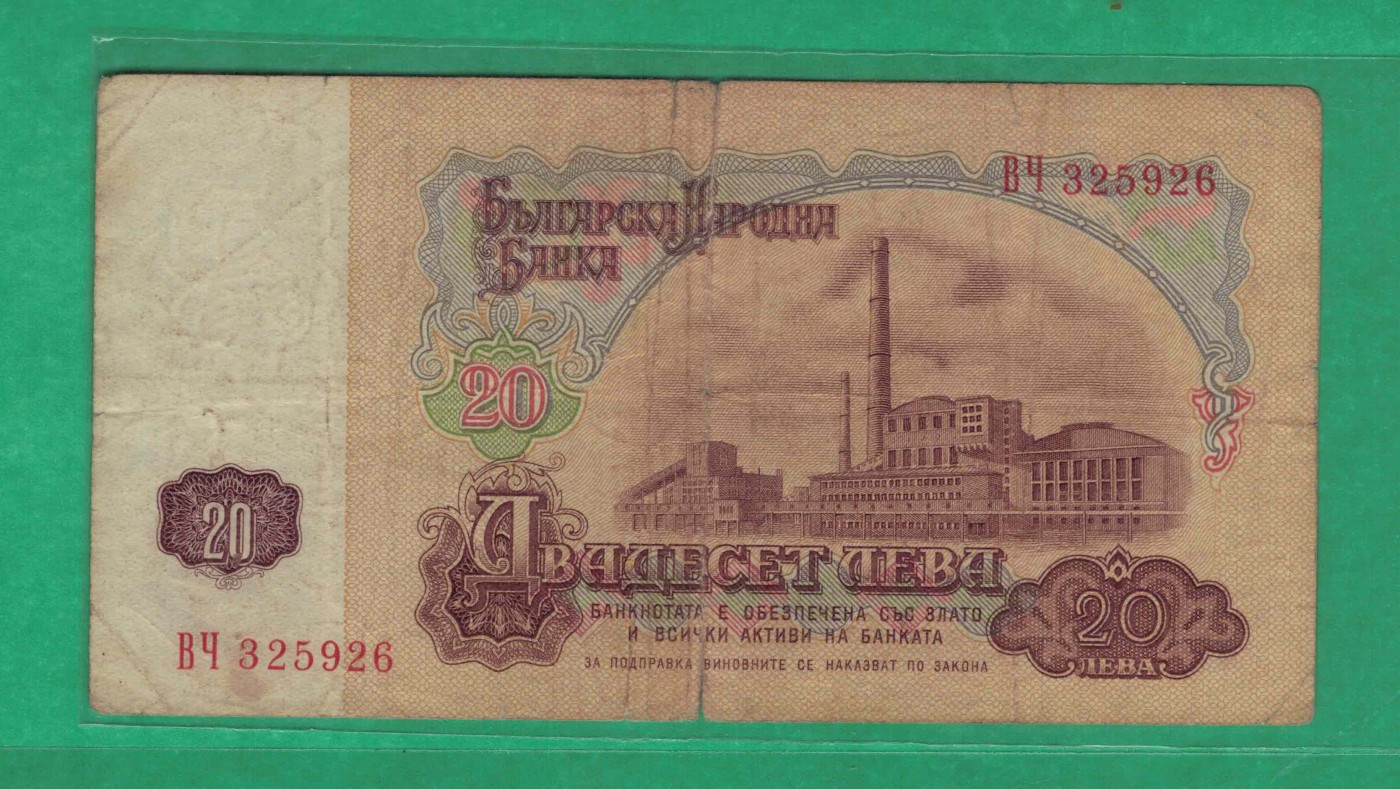 ВЧ 325926
БЪЛГАРСКА НАРОДНА
БАНКА
20
20
ДВАДЕСЕТ ЛЕВА
БАНКНОТАТА Е ОБЕЗПЕЧЕНА СЪС ЗЛАТО
И ВСИЧКИ АКТИВИ НА БАНКАТА
ЗА ПОДПРАВКА ВИНОВНИТЕ СЕ НАКАЗВАТ ПО ЗАКОНА
20
ЛЕВА
ВЧ 325926